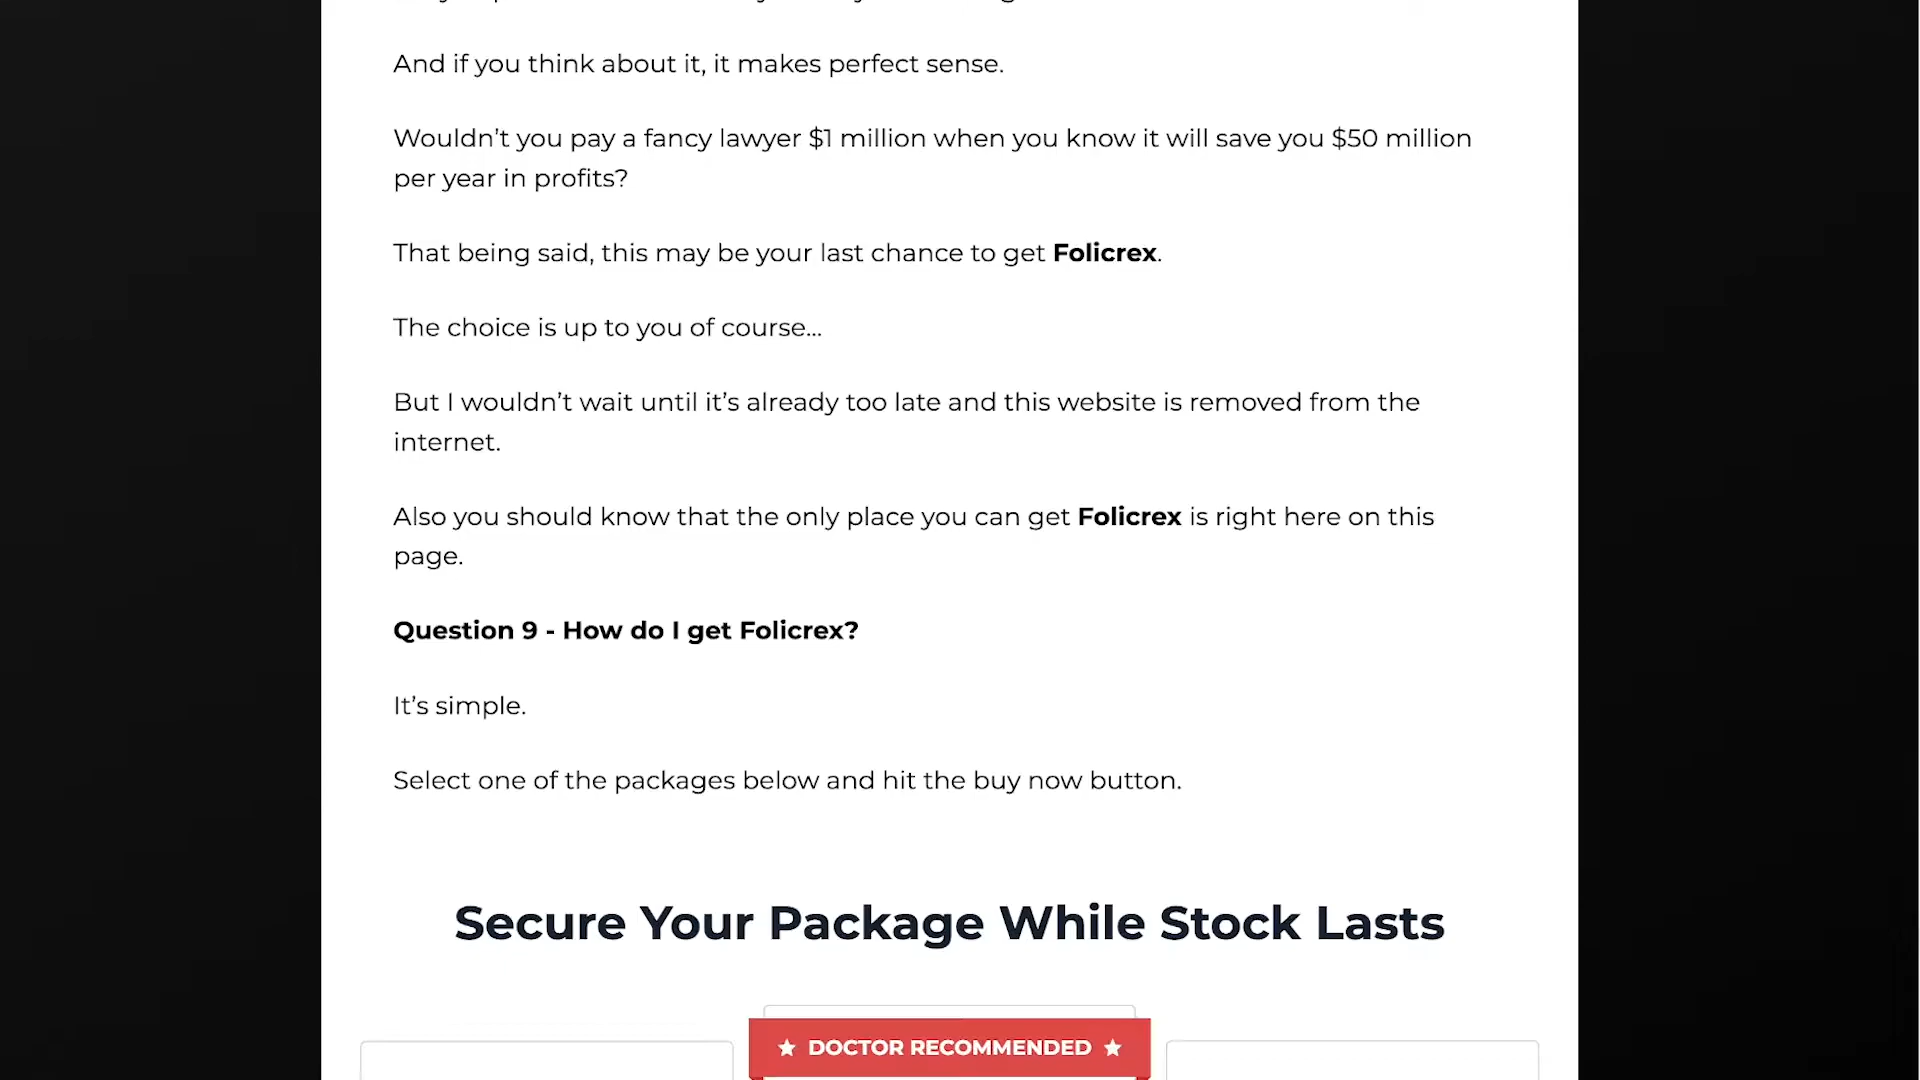 And if you think about it, it makes perfect sense.
Wouldn’t you pay a fancy lawyer $1 million when you know it will save you $50 million
per year in profits?
That being said, this may be your last chance to get Folicrex.
The choice is up to you of course...
But I wouldn’t wait until it’s already too late and this website is removed from the
internet.
Also you should know that the only place you can get Folicrex is right here on this
page.
Question 9 - How do I get Folicrex?
It’s simple.
Select one of the packages below and hit the buy now button.
Secure Your Package While Stock Lasts
DOCTOR RECOMMENDED